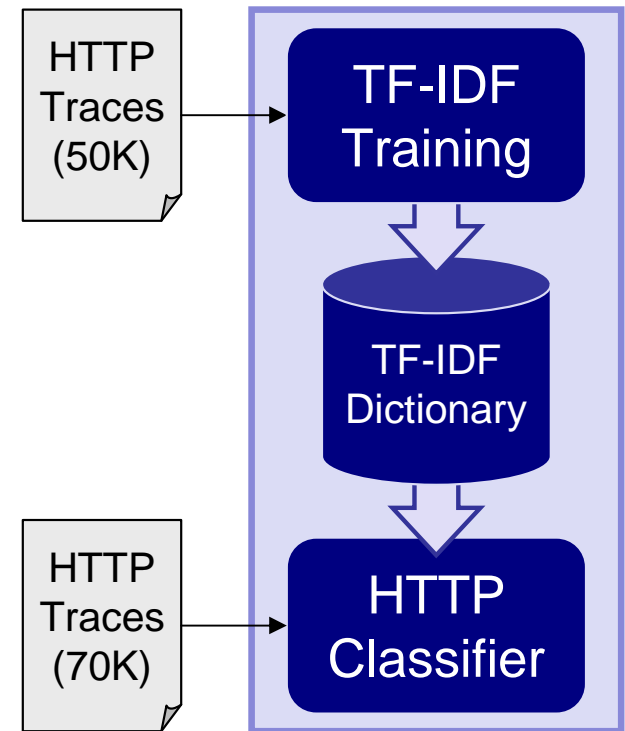 HTTP
Traces
(50K)
TF-IDF
Training
TF-IDF
Dictionary
HTTP
Traces
(70K)
HTTP
Classifier